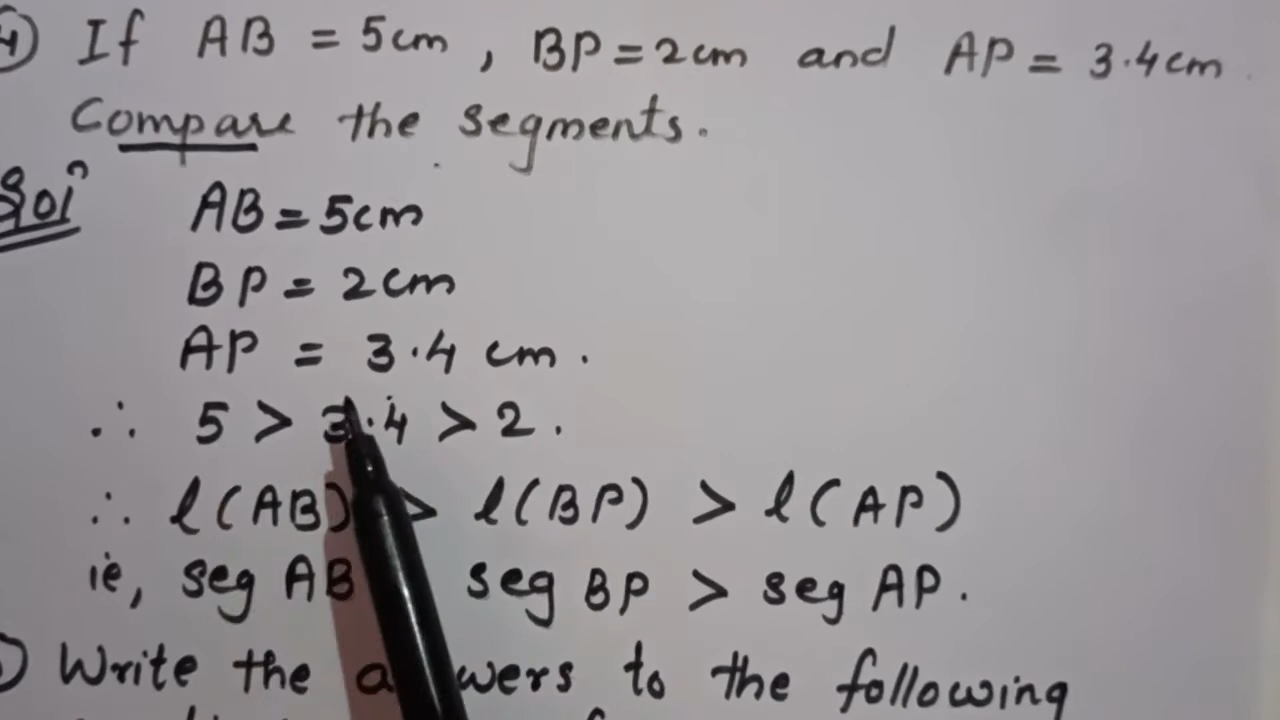 4) If AB = 5cm, BP = 2cm and AP = 3.4cm.
Compare the segments.
Solⁿ AB = 5cm
BP = 2cm
AP = 3.4 cm.
∴ 5 > 3.4 > 2.
∴ l(AB) > l(BP) > l(AP)
ie, seg AB seg BP > seg AP.
) Write the answers to the following